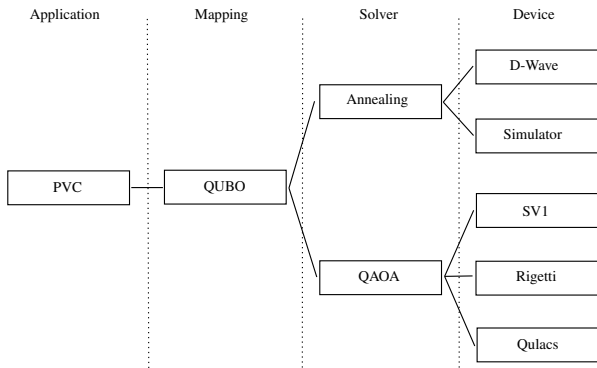 Application
Mapping
Solver
Device
D-Wave
Annealing
Simulator
PVC
QUBO
SV1
QAOA
Rigetti
Qulacs